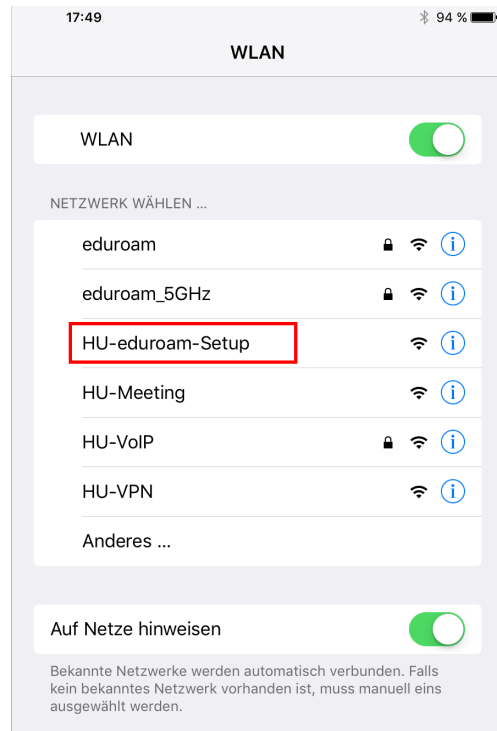 17:49
94 %
WLAN
WLAN
NETZWERK WÄHLEN ...
eduroam
eduroam_5GHz
HU-eduroam-Setup
HU-Meeting
HU-VoIP
HU-VPN
Anderes ...
Auf Netze hinweisen
Bekannte Netzwerke werden automatisch verbunden. Falls
kein bekanntes Netzwerk vorhanden ist, muss manuell eins
ausgewählt werden.